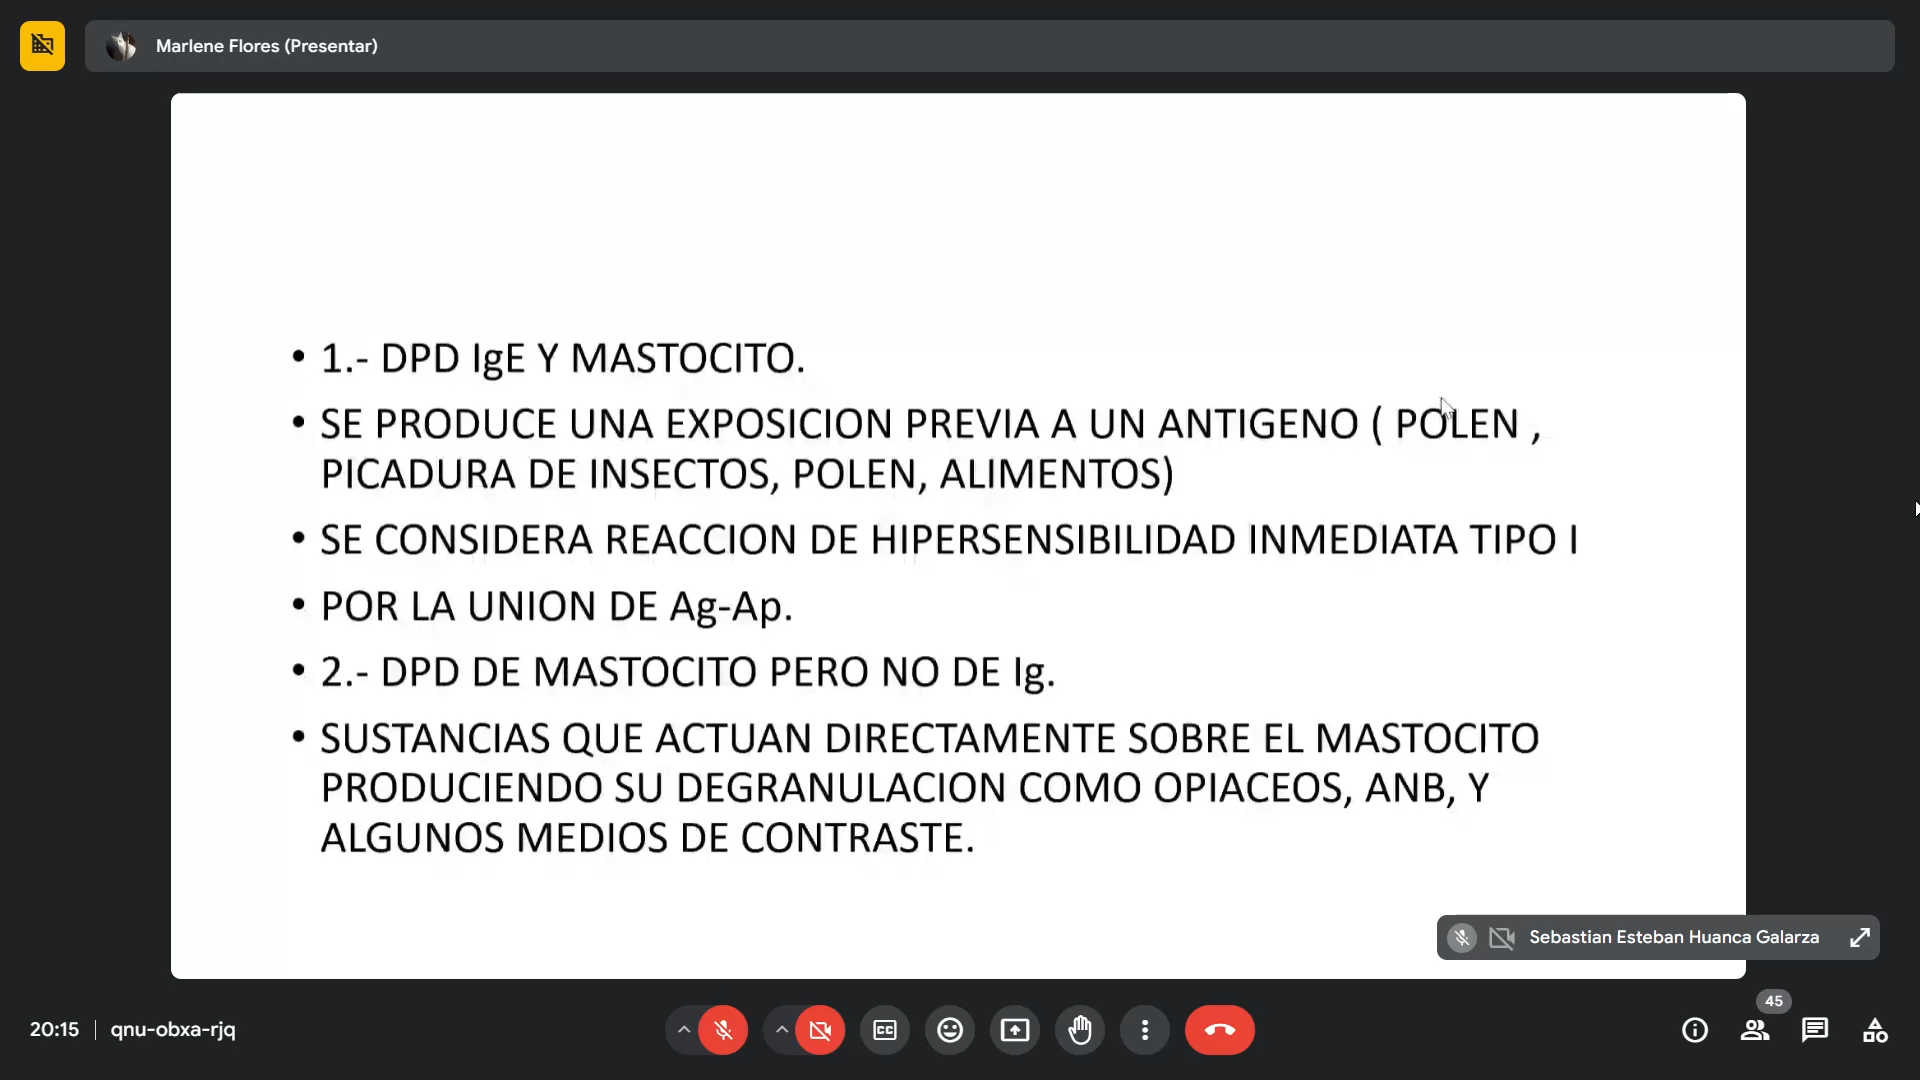 Marlene Flores (Presentar)
• 1.- DPD IgE Y MASTOCITO.
• SE PRODUCE UNA EXPOSICION PREVIA A UN ANTIGENO ( POLEN ,
PICADURA DE INSECTOS, POLEN, ALIMENTOS)
• SE CONSIDERA REACCION DE HIPERSENSIBILIDAD INMEDIATA TIPO I
• POR LA UNION DE Ag-Ap.
• 2.- DPD DE MASTOCITO PERO NO DE Ig.
• SUSTANCIAS QUE ACTUAN DIRECTAMENTE SOBRE EL MASTOCITO
PRODUCIENDO SU DEGRANULACION COMO OPIACEOS, ANB, Y
ALGUNOS MEDIOS DE CONTRASTE.
Sebastian Esteban Huanca Galarza
20:15 | qnu-obxa-rjq
CC
45